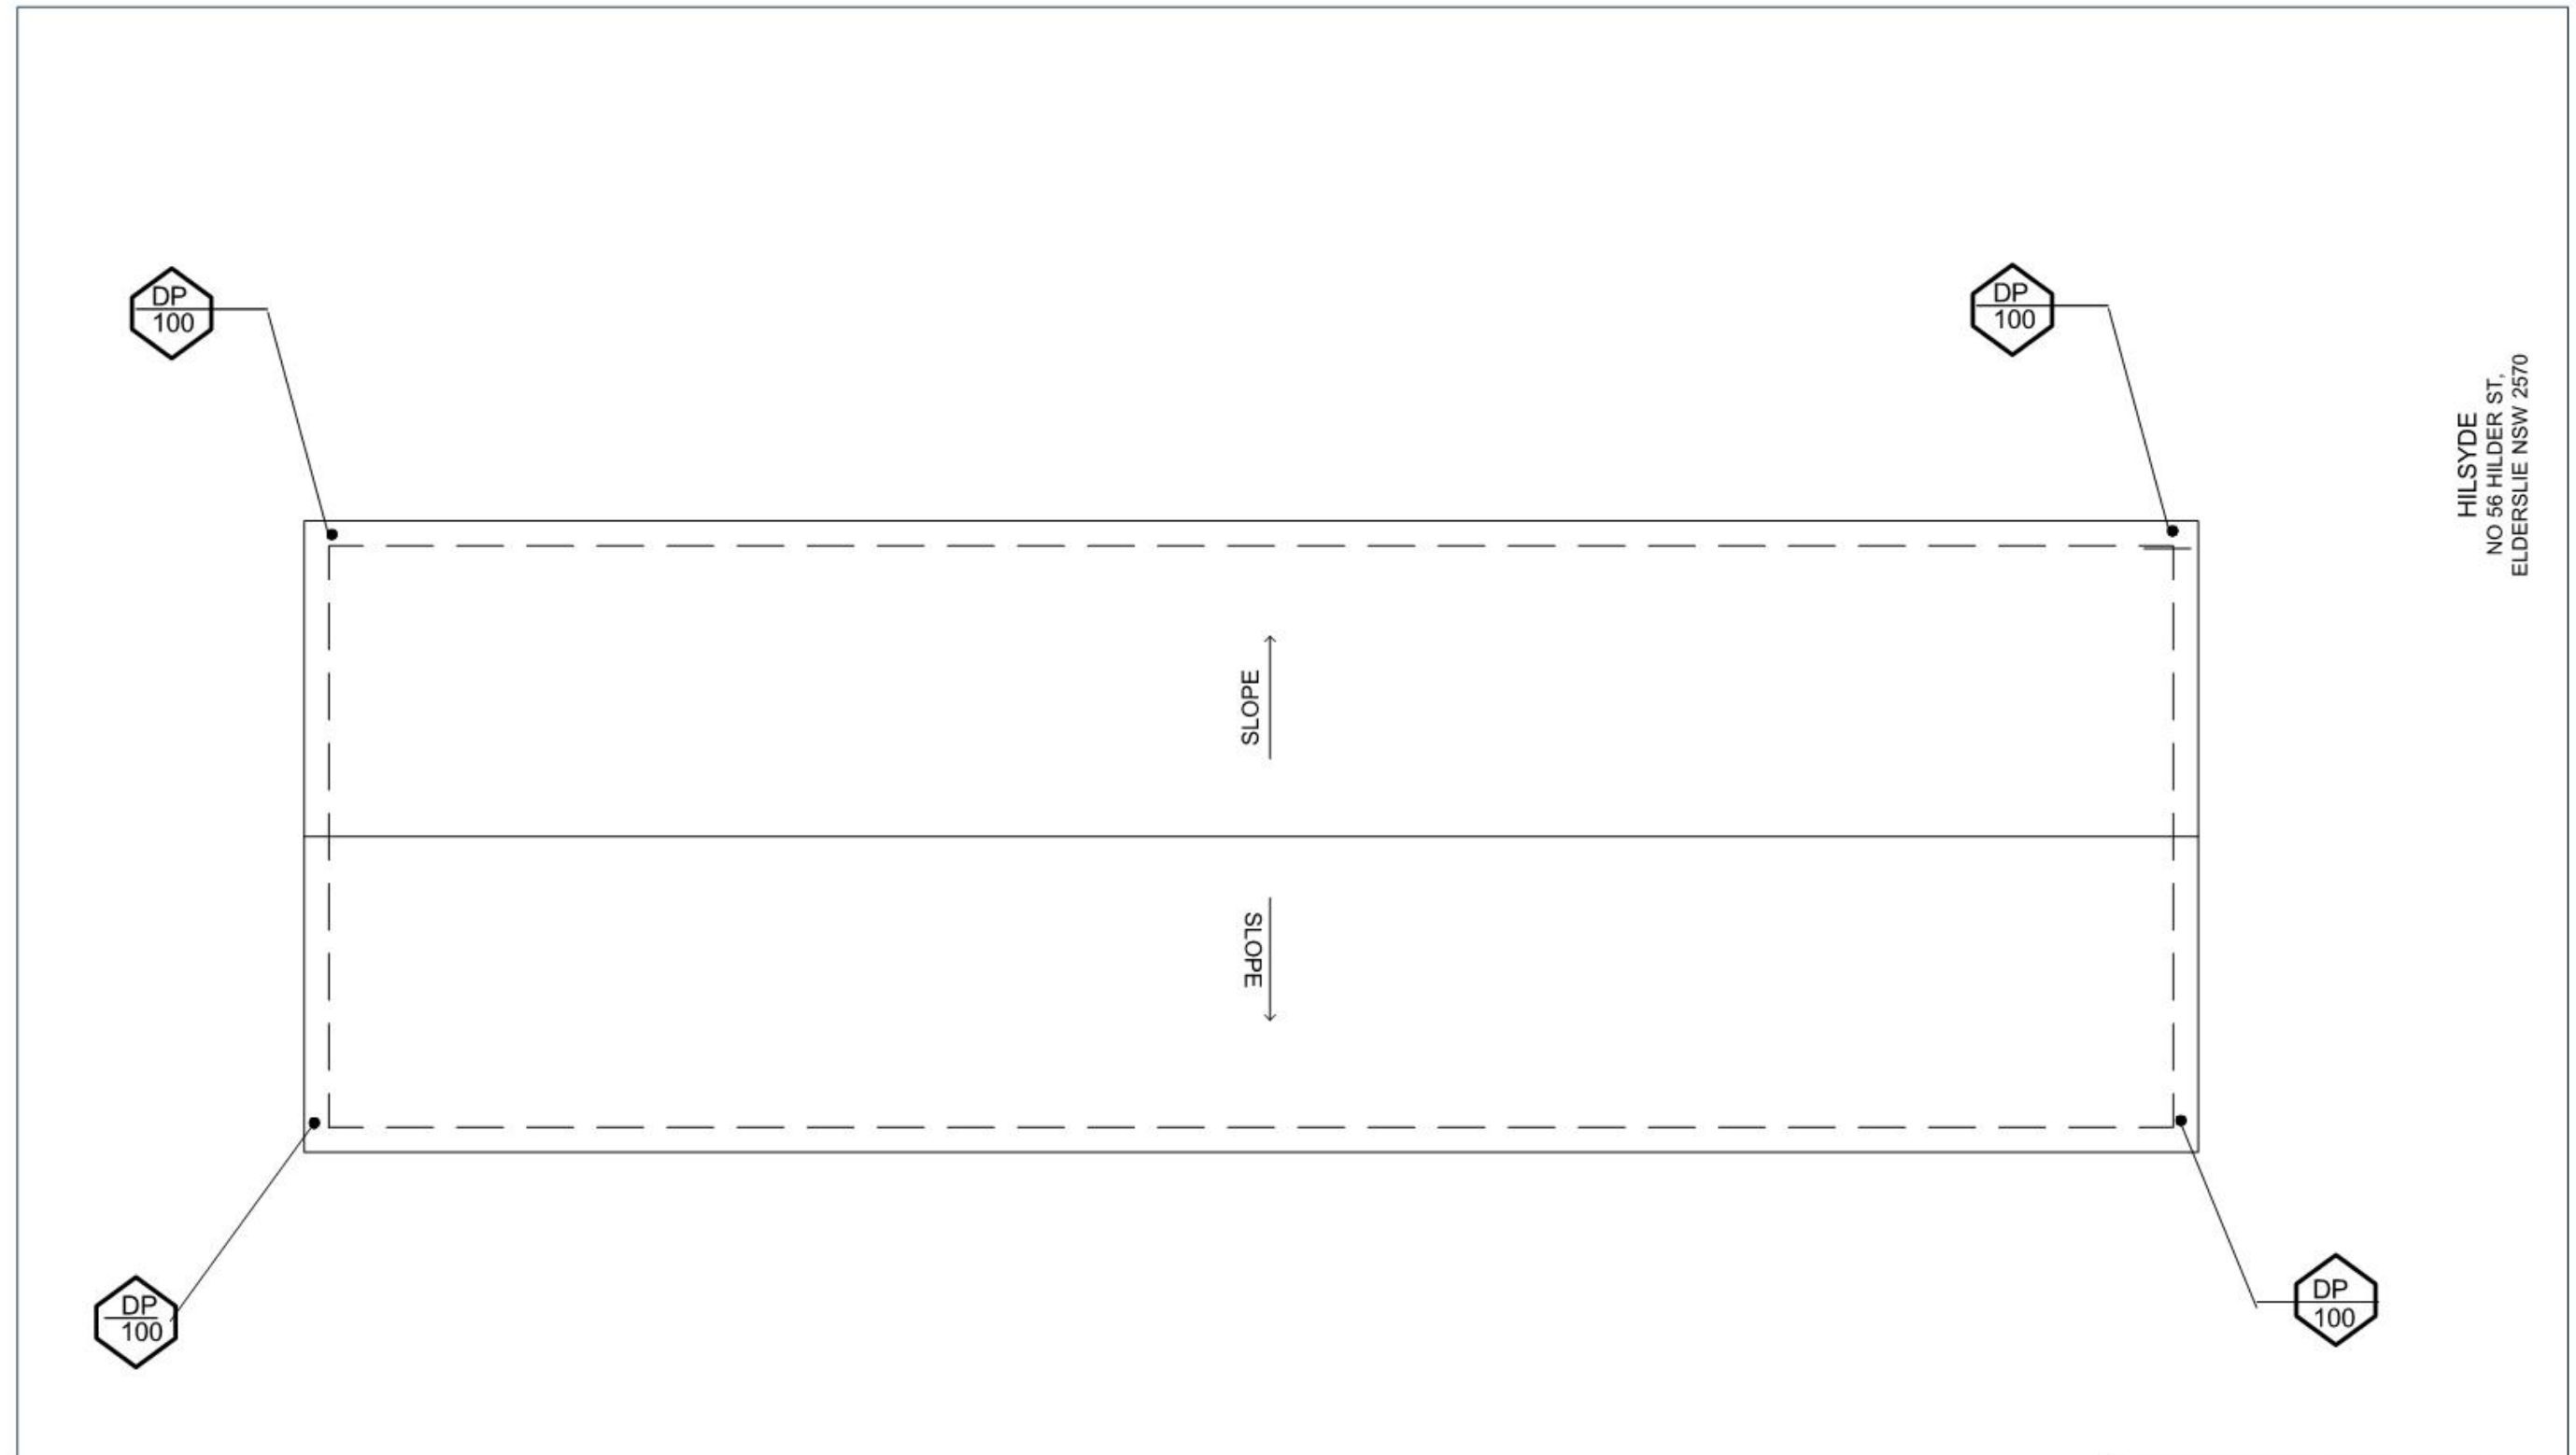 DP
100
DP
100
HILSYDE
NO 56 HILDER ST,
ELDERSLIE NSW 2570
SLOPE
SLOPE
DP
100
DP
100